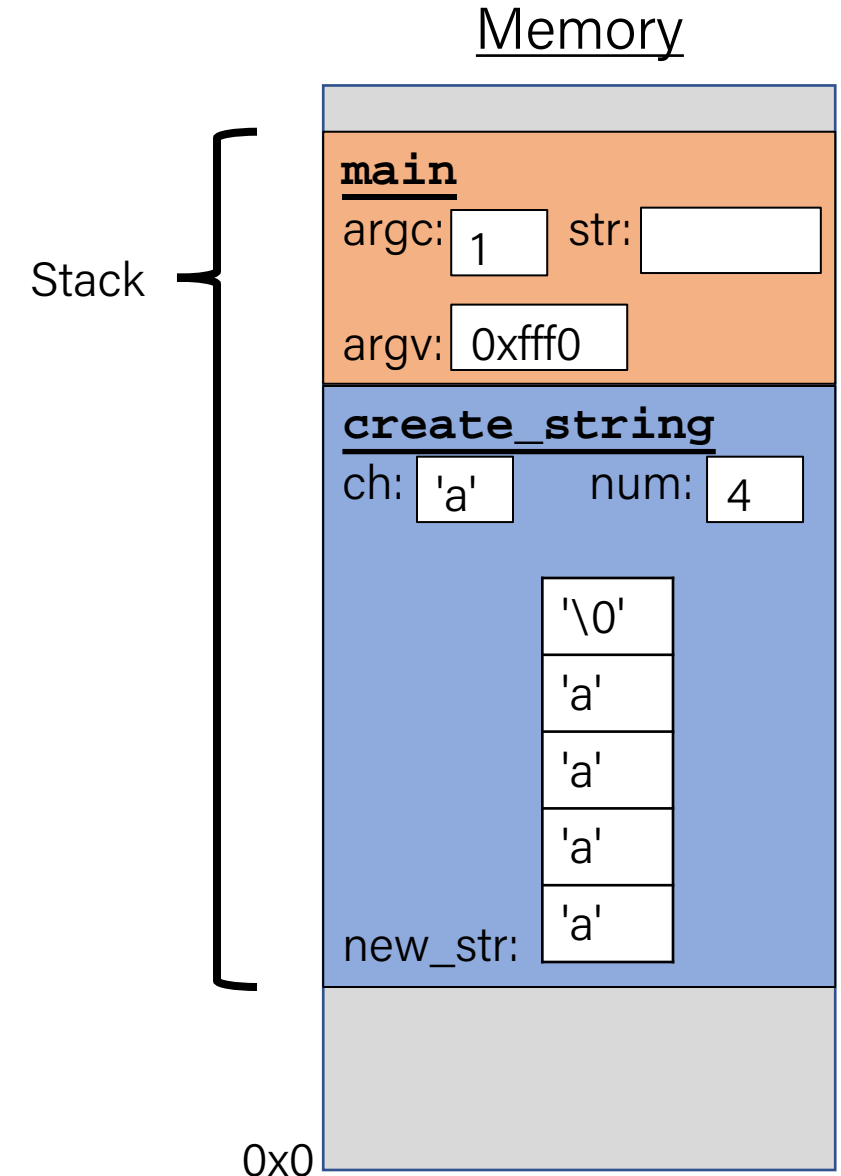 Memory
main
argc: 1 str:
Stack
argv: 0xfff0
create_string
ch: 'a' num: 4
'\0'
'a'
'a'
'a'
new_str: 'a'
0x0